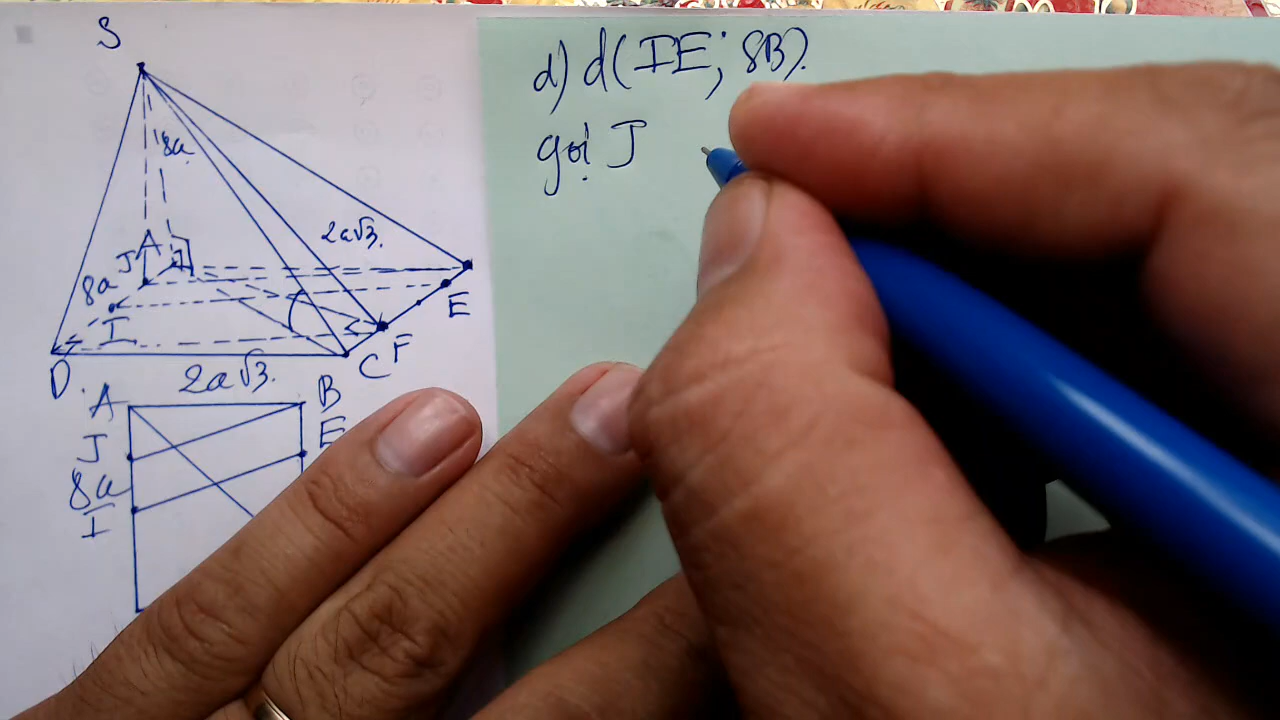 d) d(IE; SB).
gọi J
S
8a
2a√3.
A
J
I
8a
E
I
D
C
F
2a√3.
A
B
J
E
8a
I